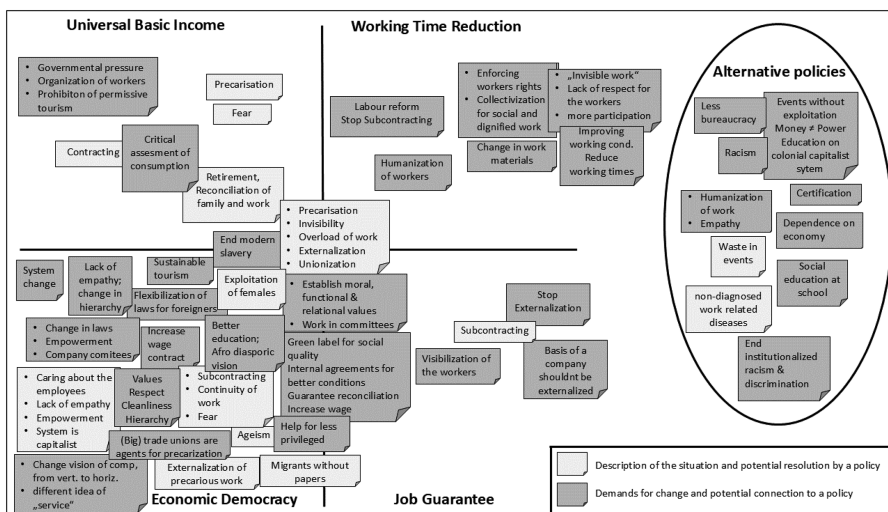 Universal Basic Income
Working Time Reduction
• Governmental pressure
• Organization of workers
• Prohibiton of permissive
tourism
Precarisation
Fear
Contracting
Critical
assesment of
consumption
Retirement,
Reconciliation of
family and work
Labour reform
Stop Subcontracting
• Enforcing
workers rights
• Collectivization
for social and
dignified work
• „Invisible work“
• Lack of respect for
the workers
• more participation
Humanization
of workers
Change in work
materials
Improving
working cond.
Reduce
working times
• Precarisation
• Invisibility
• Overload of work
• Externalization
• Unionization
Alternative policies
Less
bureaucracy
Events without
exploitation
Money ≠ Power
Education on
colonial capitalist
sytem
Racism
Certification
• Humanization
of work
• Empathy
Dependence on
economy
Waste in
events
Social
education at
school
non-diagnosed
work related
diseases
End
institutionalized
racism &
discrimination
System
change
Lack of
empathy;
change in
hierarchy
Sustainable
tourism
End modern
slavery
Flexibilization of
laws for foreigners
Exploitation
of females
• Establish moral,
functional &
relational values
• Work in committees
• Change in laws
• Empowerment
• Company comitees
Increase
wage
contract
Better
education;
Afro diasporic
vision
Green label for social
quality
Internal agreements for
better conditions
Guarantee reconciliation
Increase wage
• Caring about the
employees
• Lack of empathy
• Empowerment
• System is
capitalist
Values
Respect
Cleanliness
Hierarchy
• Subcontracting
• Continuity of
work
• Fear
Ageism
Help for less
privileged
(Big) trade unions are
agents for precarization
• Change vision of comp,
from vert. to horiz.
• different idea of
„service“
Externalization of
precarious work
Migrants without
papers
Stop
Externalization
Subcontracting
Visibilization of
the workers
Basis of a
company
shouldnt be
externalized
Economic Democracy
Job Guarantee
Description of the situation and potential resolution by a policy
Demands for change and potential connection to a policy